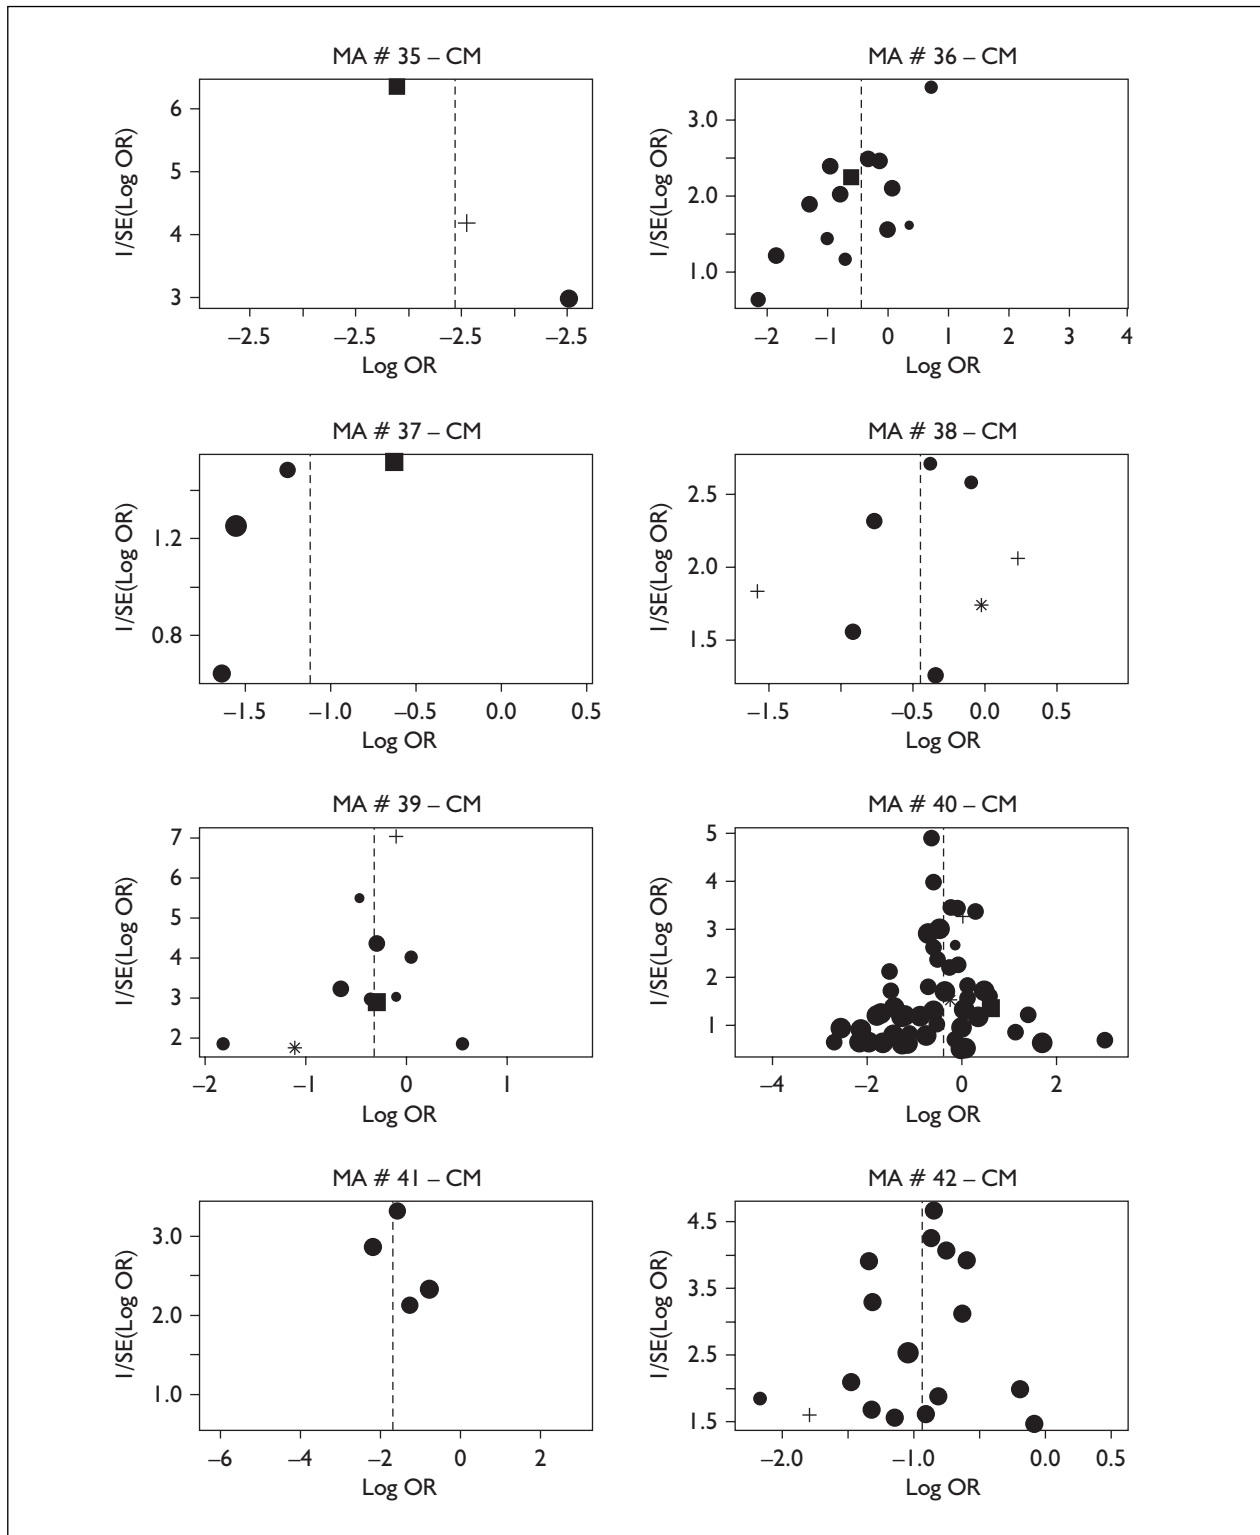 MA # 35 – CM
I/SE(Log OR)
6
5
4
3
–2.5 –2.5 –2.5 –2.5
Log OR
MA # 36 – CM
I/SE(Log OR)
3.0
2.0
1.0
–2 –1 0 1 2 3 4
Log OR
MA # 37 – CM
I/SE(Log OR)
1.2
0.8
–1.5 –1.0 –0.5 0.0 0.5
Log OR
MA # 38 – CM
I/SE(Log OR)
2.5
2.0
1.5
–1.5 –0.5 0.0 0.5
Log OR
MA # 39 – CM
I/SE(Log OR)
7
6
5
4
3
2
–2 –1 0 1
Log OR
MA # 40 – CM
I/SE(Log OR)
5
4
3
2
1
–4 –2 0 2
Log OR
MA # 41 – CM
I/SE(Log OR)
3.0
2.0
1.0
–6 –4 –2 0 2
Log OR
MA # 42 – CM
I/SE(Log OR)
4.5
3.5
2.5
1.5
–2.0 –1.0 0.0 0.5
Log OR